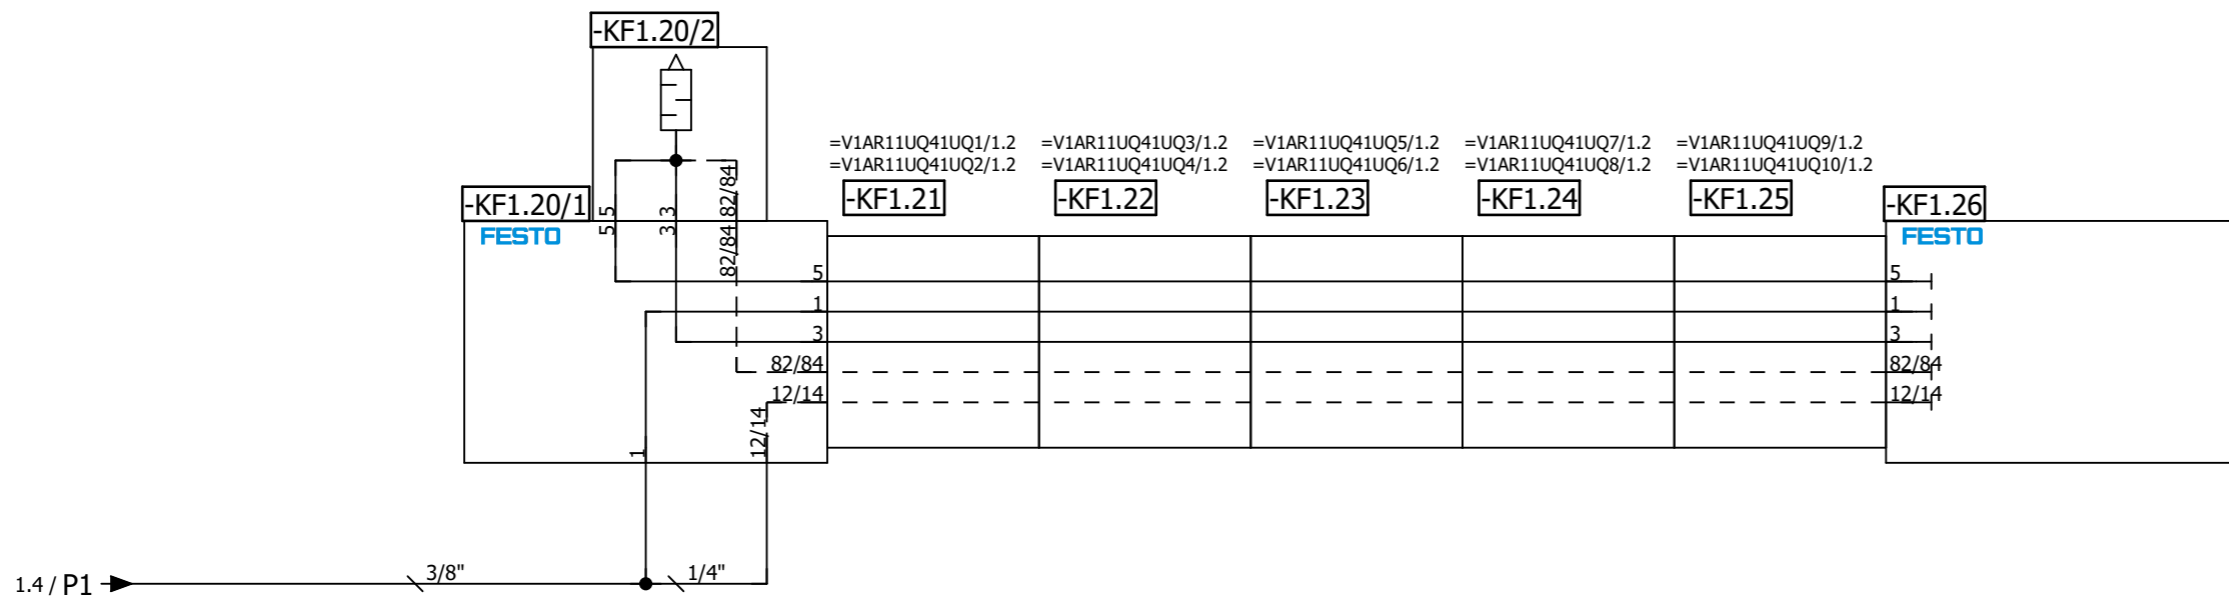 -KF1.20/2
=V1AR11UQ41UQ1/1.2 =V1AR11UQ41UQ3/1.2 =V1AR11UQ41UQ5/1.2 =V1AR11UQ41UQ7/1.2 =V1AR11UQ41UQ9/1.2
=V1AR11UQ41UQ2/1.2 =V1AR11UQ41UQ4/1.2 =V1AR11UQ41UQ6/1.2 =V1AR11UQ41UQ8/1.2 =V1AR11UQ41UQ10/1.2
-KF1.20/1 -KF1.21 -KF1.22 -KF1.23 -KF1.24 -KF1.25 -KF1.26
5 3 82/84
5 3 82/84
FESTO FESTO
5 5
1 1
3 3
82/84 82/84
12/14 12/14
1 12/14
3/8" 1/4"
1.4 / P1